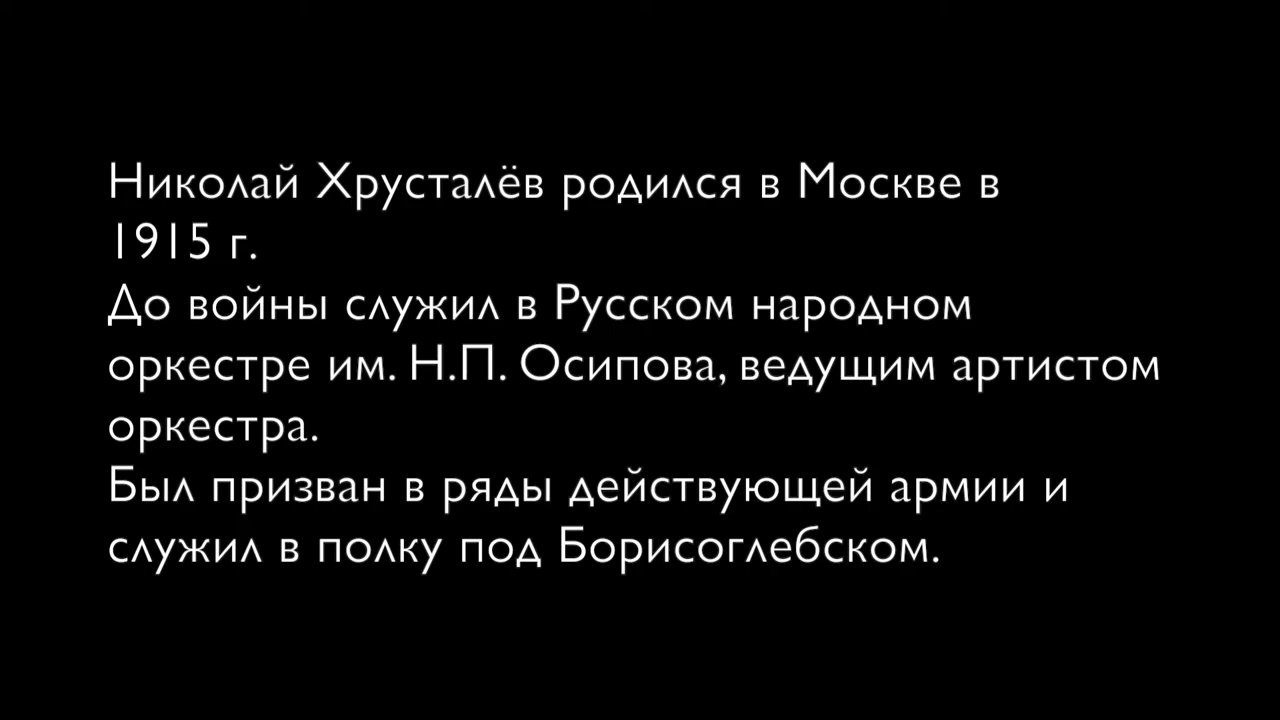 Николай Хрусталёв родился в Москве в
1915 г.
До войны служил в Русском народном
оркестре им. Н.П. Осипова, ведущим артистом
оркестра.
Был призван в ряды действующей армии и
служил в полку под Борисоглебском.